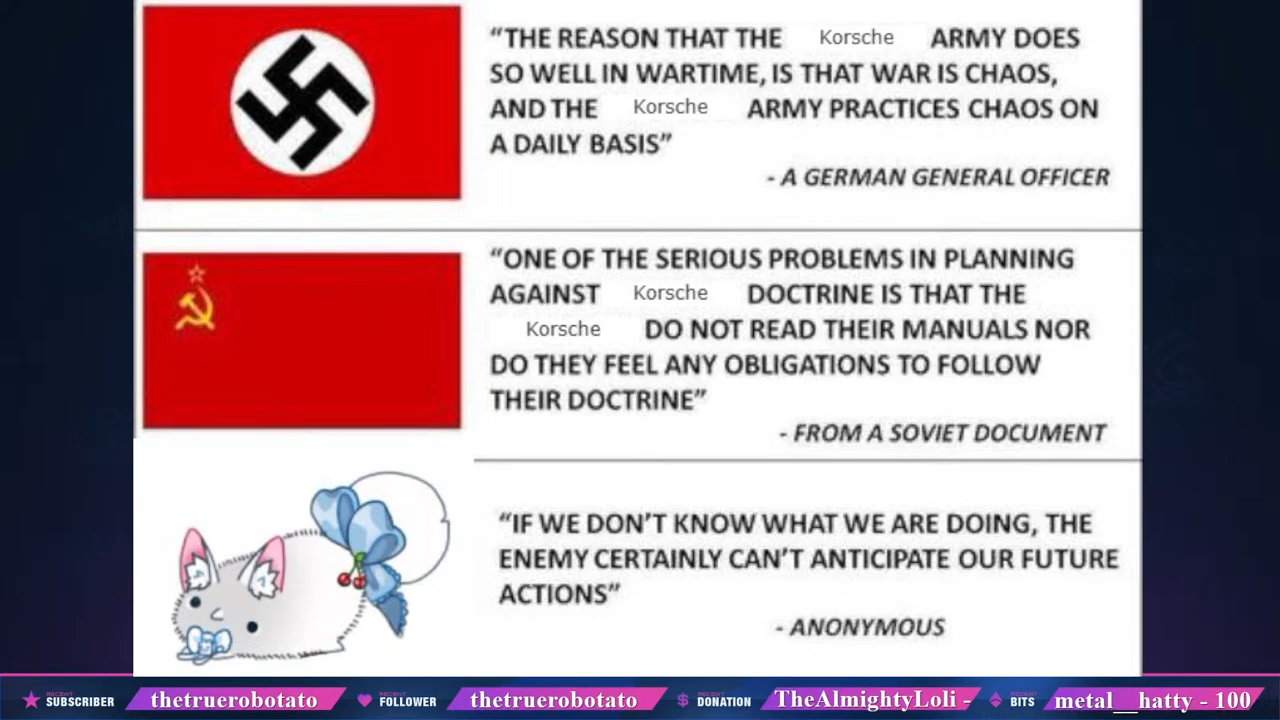 “THE REASON THAT THE Korsche ARMY DOES
SO WELL IN WARTIME, IS THAT WAR IS CHAOS,
AND THE Korsche ARMY PRACTICES CHAOS ON
A DAILY BASIS”
- A GERMAN GENERAL OFFICER
“ONE OF THE SERIOUS PROBLEMS IN PLANNING
AGAINST Korsche DOCTRINE IS THAT THE
Korsche DO NOT READ THEIR MANUALS NOR
DO THEY FEEL ANY OBLIGATIONS TO FOLLOW
THEIR DOCTRINE”
- FROM A SOVIET DOCUMENT
“IF WE DON’T KNOW WHAT WE ARE DOING, THE
ENEMY CERTAINLY CAN’T ANTICIPATE OUR FUTURE
ACTIONS”
- ANONYMOUS
RECENT SUBSCRIBER thetruerobotato RECENT FOLLOWER thetruerobotato RECENT DONATION TheAlmightyLoli - RECENT BITS metal__hatty - 100